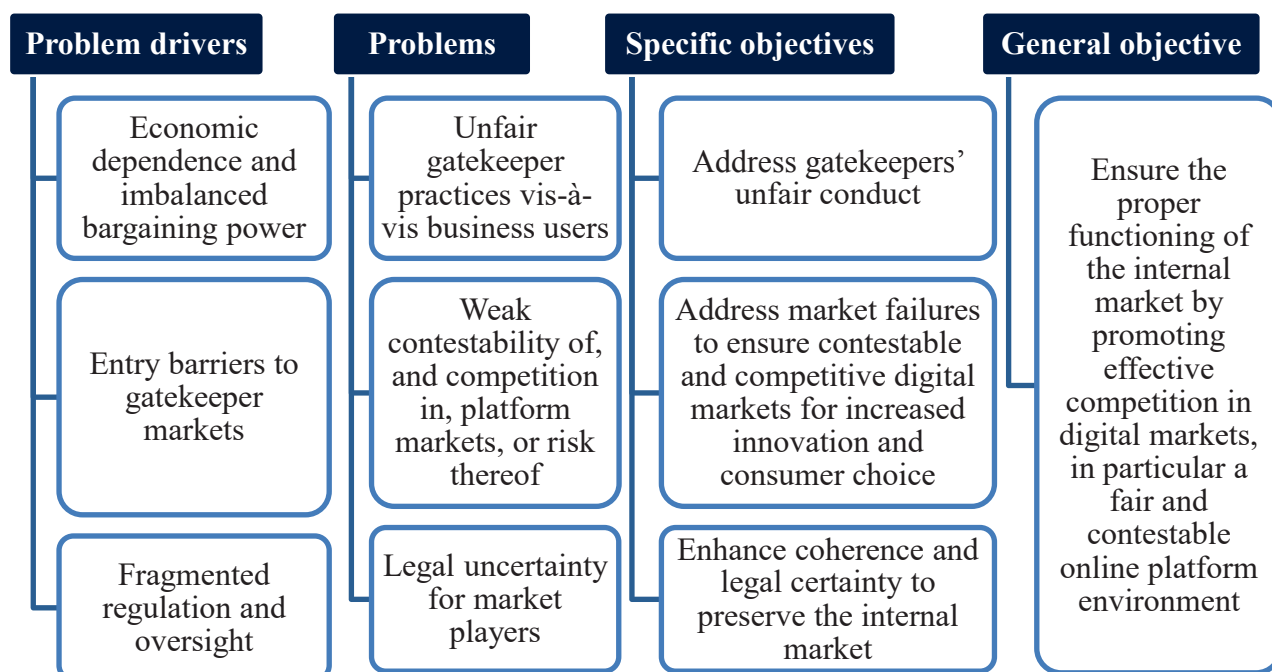 Problem drivers
Economic
dependence and
imbalanced
bargaining power
Entry barriers to
gatekeeper
markets
Fragmented
regulation and
oversight
Problems
Unfair
gatekeeper
practices vis-à-
vis business users
Weak
contestability of,
and competition
in, platform
markets, or risk
thereof
Legal uncertainty
for market
players
Specific objectives
Address gatekeepers’
unfair conduct
Address market failures
to ensure contestable
and competitive digital
markets for increased
innovation and
consumer choice
Enhance coherence and
legal certainty to
preserve the internal
market
General objective
Ensure the
proper
functioning of
the internal
market by
promoting
effective
competition in
digital markets,
in particular a
fair and
contestable
online platform
environment